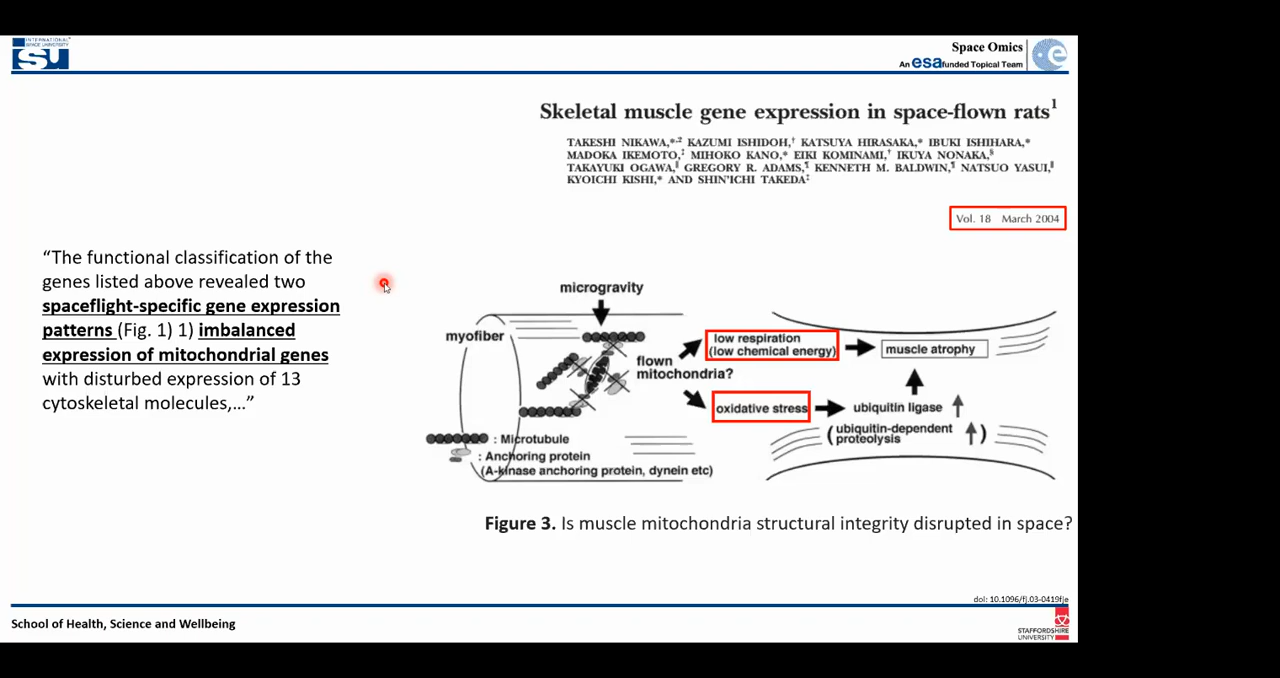 INTERNATIONAL
SPACE UNIVERSITY
ISU
Space Omics
An esa funded Topical Team
esa
Skeletal muscle gene expression in space-flown rats1
TAKESHI NIKAWA,*,2 KAZUMI ISHIDOH,† KATSUYA HIRASAKA,* IBUKI ISHIHARA,*
MADOKA IKEMOTO,‡ MIHOKO KANO,* EIKI KOMINAMI,† IKUYA NONAKA,§
TAKAYUKI OGAWA,‖ GREGORY R. ADAMS,¶ KENNETH M. BALDWIN,¶ NATSUO YASUI,‖
KYOICHI KISHI,* AND SHIN'ICHI TAKEDA‡
Vol. 18 March 2004
“The functional classification of the
genes listed above revealed two
spaceflight-specific gene expression
patterns (Fig. 1) 1) imbalanced
expression of mitochondrial genes
with disturbed expression of 13
cytoskeletal molecules,…”
microgravity
myofiber
flown
mitochondria?
low respiration
(low chemical energy)
muscle atrophy
oxidative stress
ubiquitin ligase
(ubiquitin-dependent
proteolysis )
: Microtubule
: Anchoring protein
(A-kinase anchoring protein, dynein etc)
Figure 3. Is muscle mitochondria structural integrity disrupted in space?
doi: 10.1096/fj.03-0419fje
School of Health, Science and Wellbeing
STAFFORDSHIRE
UNIVERSITY